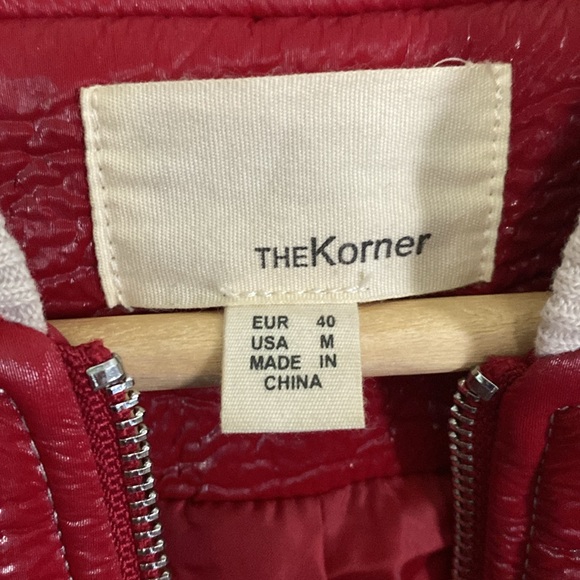 THEKorner
EUR 40
USA M
MADE IN
CHINA